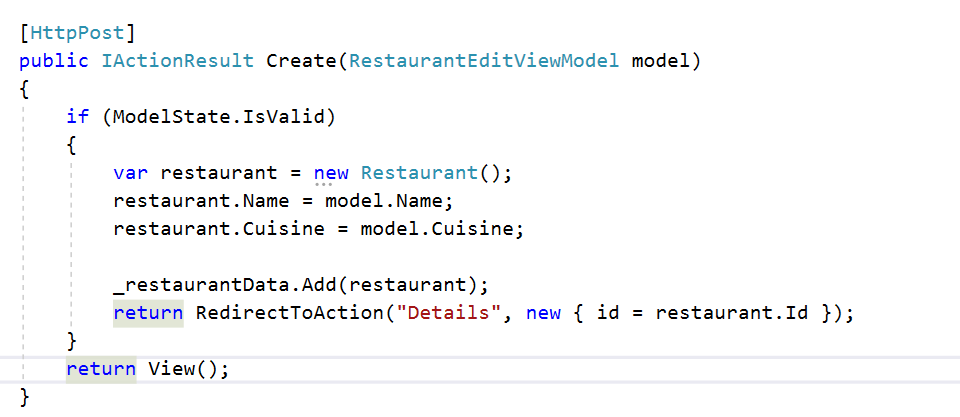 [HttpPost]
public IActionResult Create(RestaurantEditViewModel model)
{
if (ModelState.IsValid)
{
var restaurant = new Restaurant();
restaurant.Name = model.Name;
restaurant.Cuisine = model.Cuisine;
_restaurantData.Add(restaurant);
return RedirectToAction("Details", new { id = restaurant.Id });
}
return View();
}